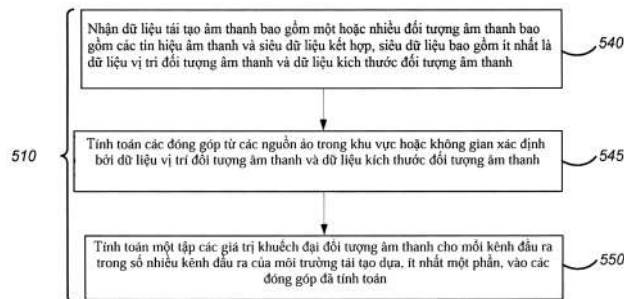 Nhận dữ liệu tái tạo âm thanh bao gồm một hoặc nhiều đối tượng âm thanh bao
gồm các tín hiệu âm thanh và siêu dữ liệu kết hợp, siêu dữ liệu bao gồm ít nhất là
dữ liệu vị trí đối tượng âm thanh và dữ liệu kích thước đối tượng âm thanh
540
510
Tính toán các đóng góp từ các nguồn ảo trong khu vực hoặc không gian xác định
bởi dữ liệu vị trí đối tượng âm thanh và dữ liệu kích thước đối tượng âm thanh
545
Tính toán một tập các giá trị khuếch đại đối tượng âm thanh cho mỗi kênh đầu ra
trong số nhiều kênh đầu ra của môi trường tái tạo dựa, ít nhất một phần, vào các
đóng góp đã tính toán
550